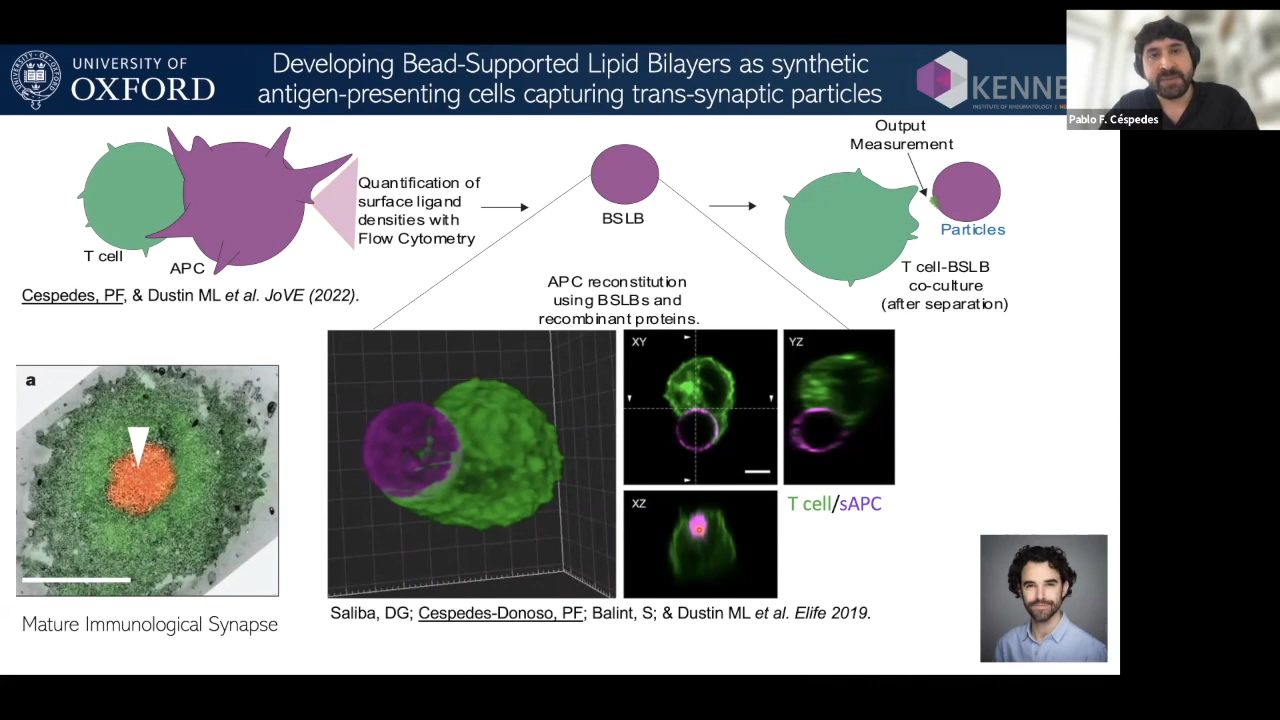 UNIVERSITY OF
OXFORD
Developing Bead-Supported Lipid Bilayers as synthetic
antigen-presenting cells capturing trans-synaptic particles
KENNE
INSTITUTE OF RHEUMATOLOGY
Pablo F. Céspedes
T cell
APC
Quantification of
surface ligand
densities with
Flow Cytometry
BSLB
Output
Measurement
Particles
T cell-BSLB
co-culture
(after separation)
Cespedes, PF, & Dustin ML et al. JoVE (2022).
APC reconstitution
using BSLBs and
recombinant proteins.
a
Mature Immunological Synapse
XY
YZ
XZ
T cell/sAPC
Saliba, DG; Cespedes-Donoso, PF; Balint, S; & Dustin ML et al. Elife 2019.